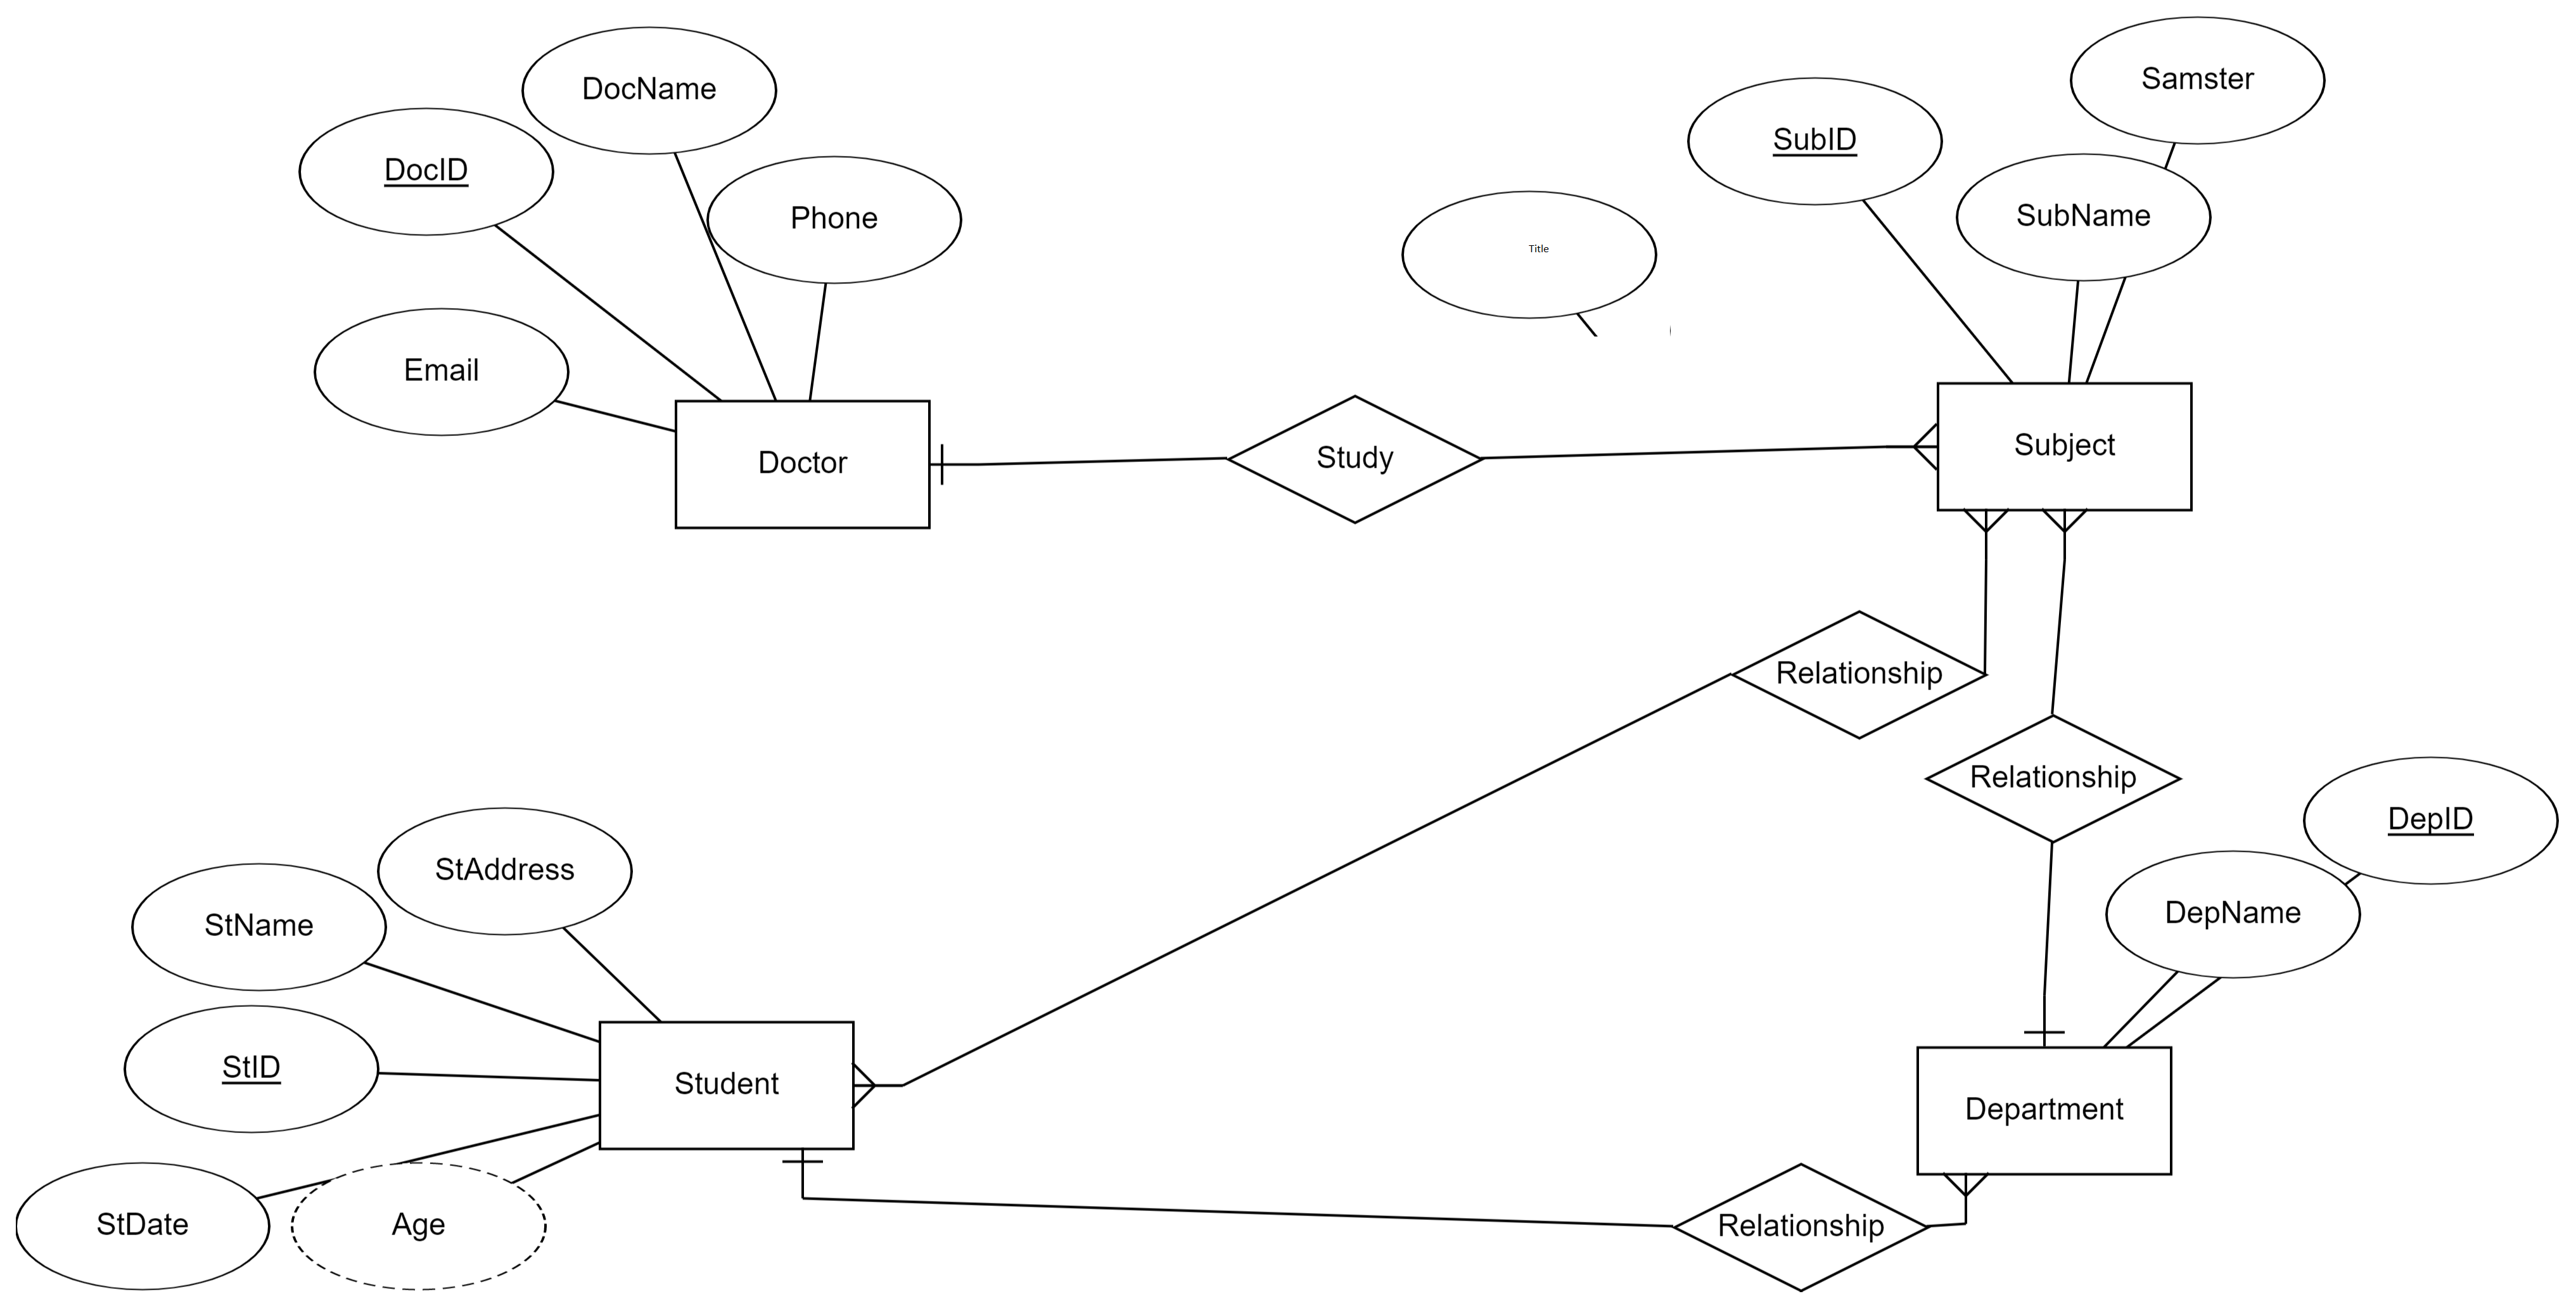 Samster
DocName
SubID
DocID
SubName
Phone
Title
Email
Subject
Doctor
Study
Relationship
Relationship
DepID
StAddress
DepName
StName
StID
Student
Department
StDate
Age
Relationship